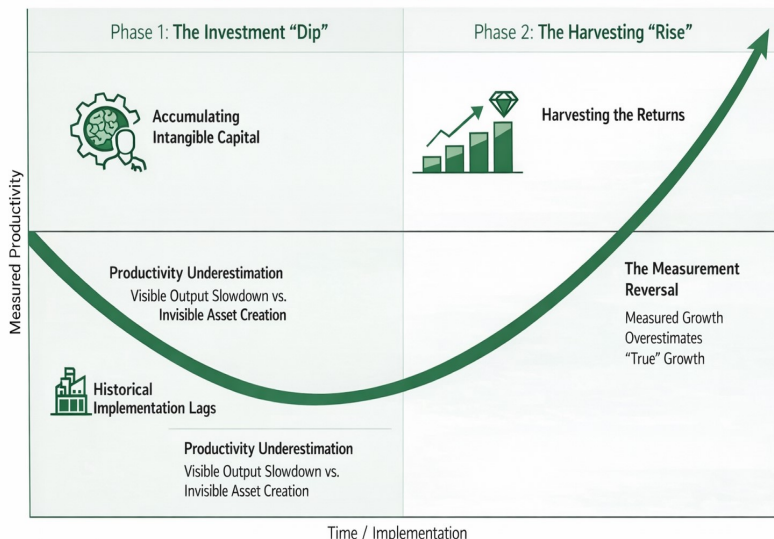 Phase 1: The Investment “Dip”
Phase 2: The Harvesting “Rise”
Accumulating
Intangible Capital
Harvesting the Returns
Measured Productivity
Productivity Underestimation
Visible Output Slowdown vs.
Invisible Asset Creation
The Measurement
Reversal
Measured Growth
Overestimates
“True” Growth
Historical
Implementation Lags
Productivity Underestimation
Visible Output Slowdown vs.
Invisible Asset Creation
Time / Implementation